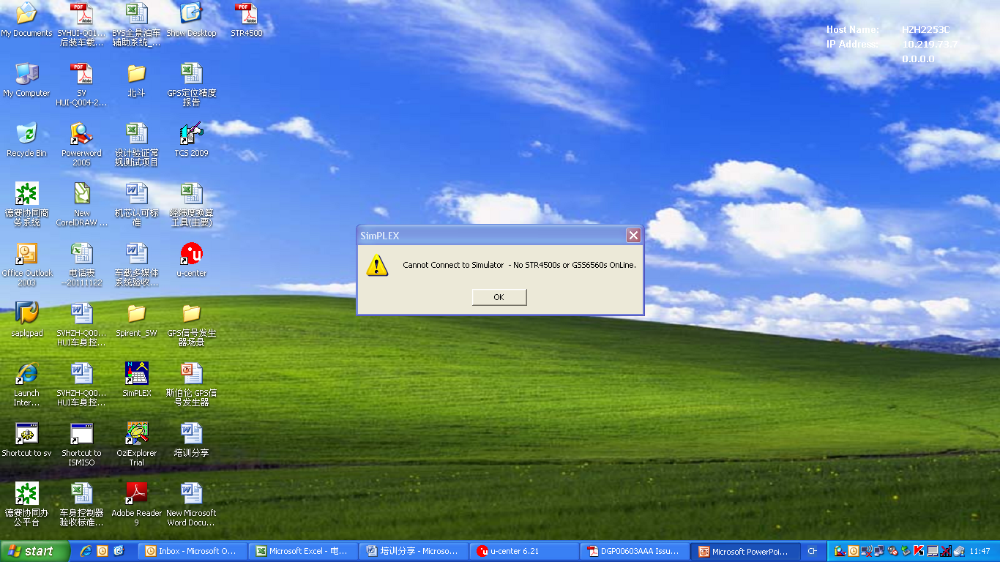 My Documents
SVHUI-Q01...
后装车载...
BVS全景泊车
辅助系统_...
Show Desktop
STR4500
Host Name: HZH2253C
IP Address: 10.219.73.7
0.0.0.0
My Computer
SV
HUI-Q004-2...
北斗
GPS定位精度
报告
Recycle Bin
Powerword
2005
设计验证常
规测试项目
TCS 2009
德赛协同商
务系统
New
CorelDRAW ...
机芯认可标
准
经纬度换算
工具(主要)
SimPLEX
Cannot Connect to Simulator - No STR4500s or GSS6560s OnLine.
OK
Office Outlook
2003
电话表
--20111122
车载多媒体
系统验收...
u-center
saplgpad
SVHZH-Q00...
HUI车身控...
Spirent_SW
GPS信号发生
器场景
Launch
Inter...
SVHZH-Q00...
HUI车身控...
SimPLEX
斯伯伦 GPS信
号发生器
Shortcut to sv
Shortcut to
ISMISO
OziExplorer
Trial
培训分享
德赛协同办
公平台
车身控制器
验收标准...
Adobe Reader
9
New Microsoft
Word Docu...
start
Inbox - Microsoft O...
Microsoft Excel - 电...
培训分享 - Microso...
u-center 6.21
DGP00603AAA Issu...
Microsoft PowerPoi...
CH
11:47